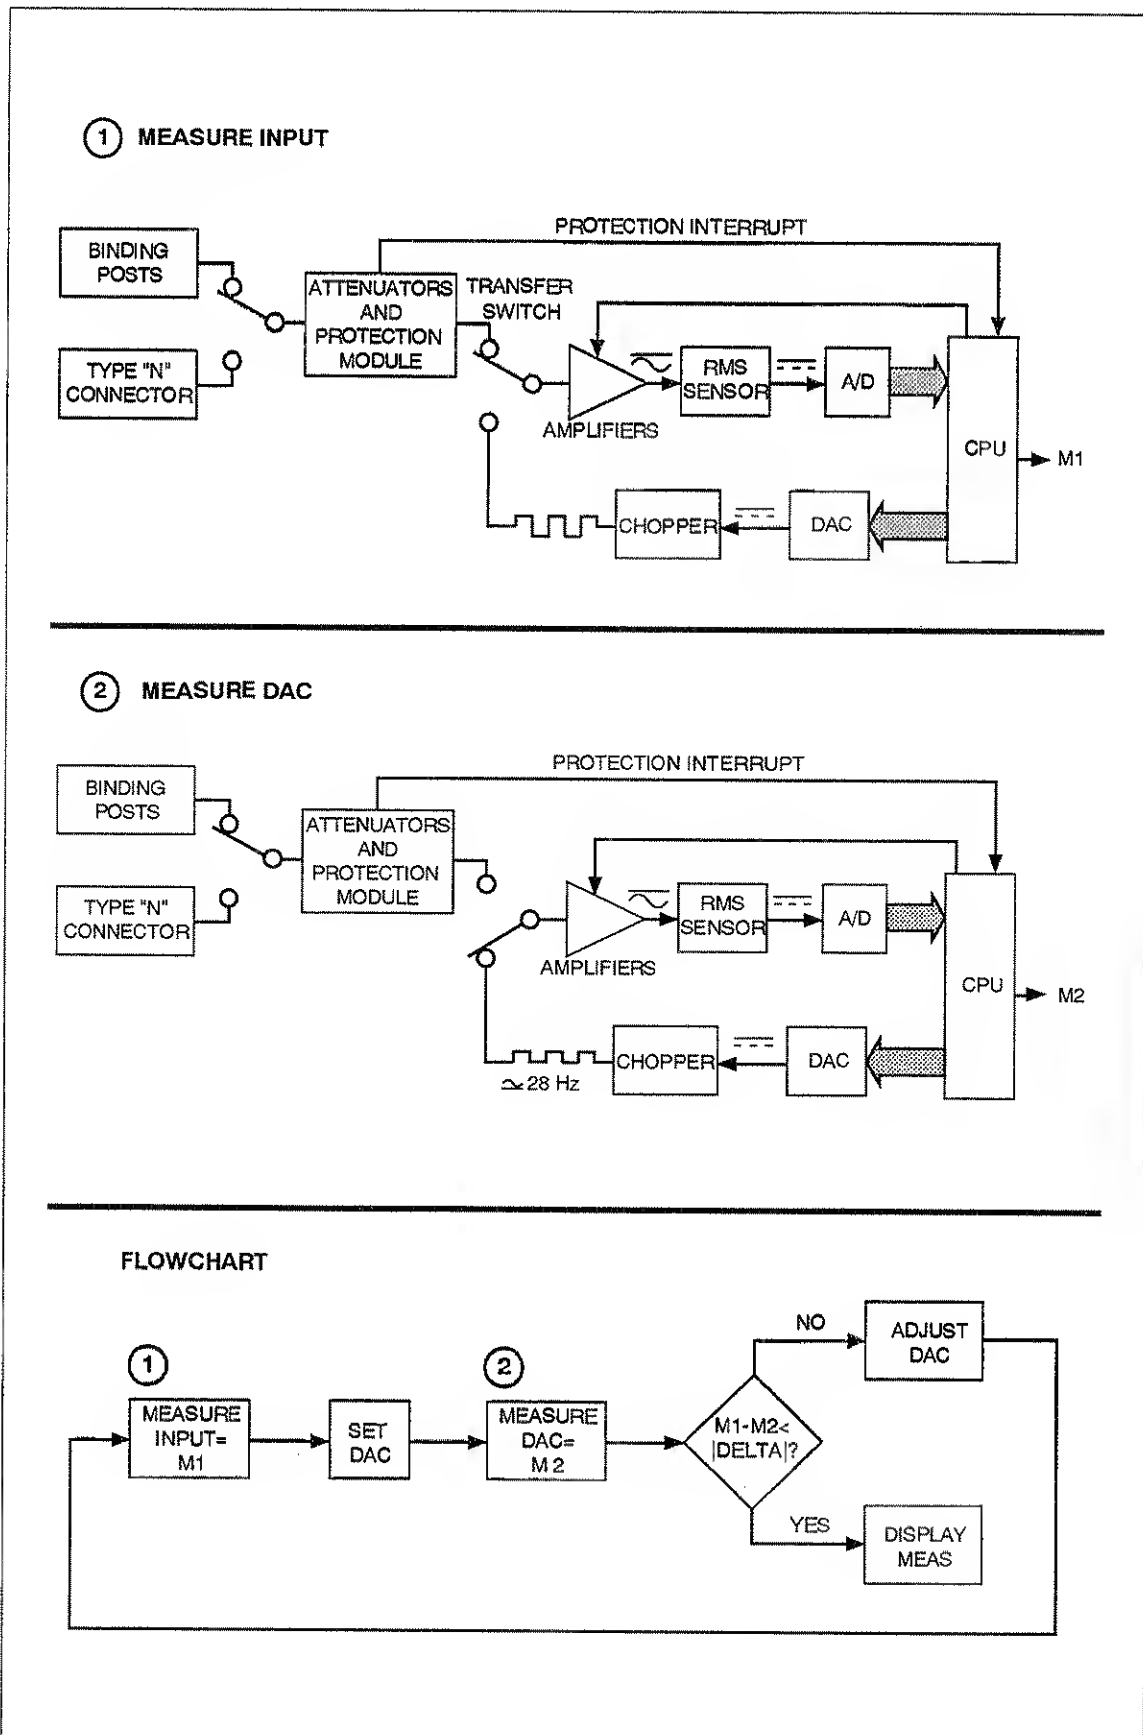 1 MEASURE INPUT
PROTECTION INTERRUPT
BINDING
POSTS
TYPE "N"
CONNECTOR
ATTENUATORS
AND
PROTECTION
MODULE
TRANSFER
SWITCH
AMPLIFIERS
RMS
SENSOR
A/D
CPU
M1
CHOPPER
DAC
2 MEASURE DAC
PROTECTION INTERRUPT
BINDING
POSTS
TYPE "N"
CONNECTOR
ATTENUATORS
AND
PROTECTION
MODULE
AMPLIFIERS
RMS
SENSOR
A/D
CPU
M2
≃ 28 Hz
CHOPPER
DAC
FLOWCHART
1
MEASURE
INPUT=
M1
SET
DAC
2
MEASURE
DAC=
M 2
M1-M2<
|DELTA|?
NO
ADJUST
DAC
YES
DISPLAY
MEAS